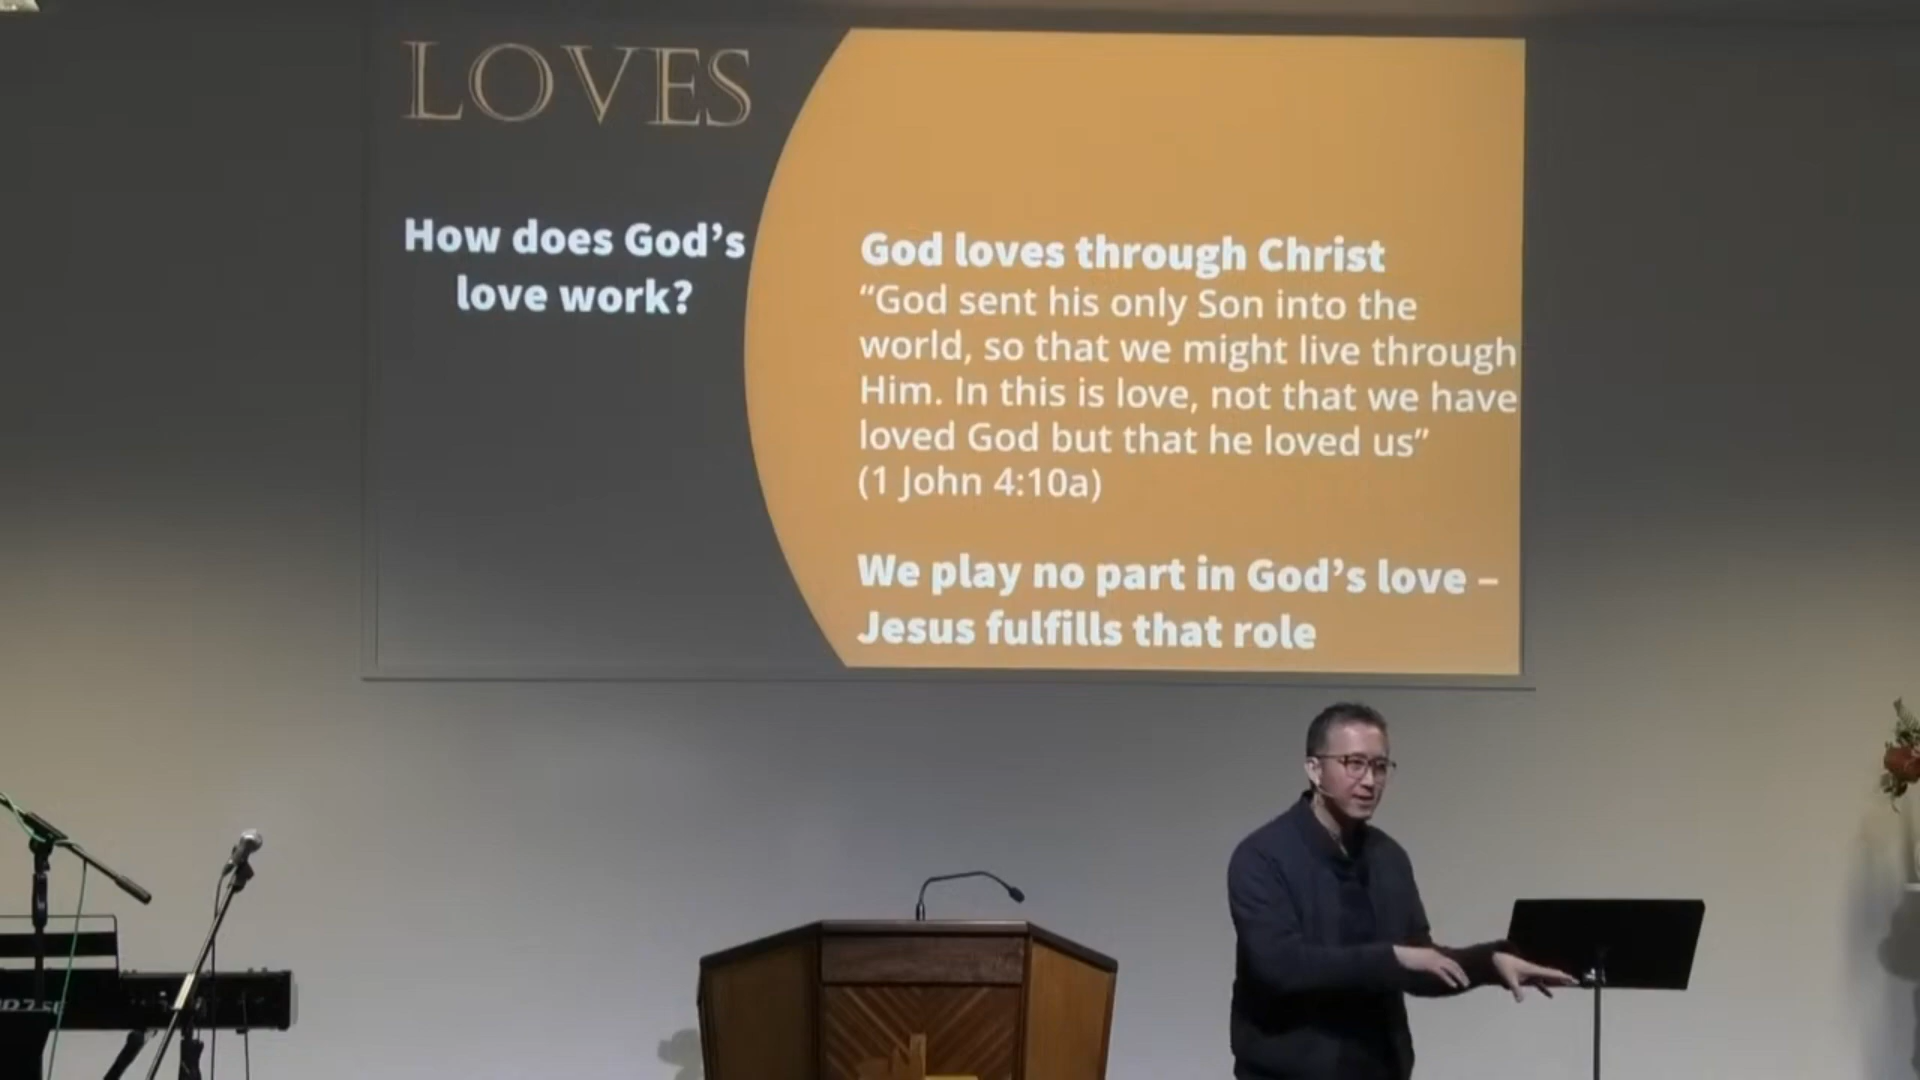 LOVES
How does God’s
love work?
God loves through Christ
“God sent his only Son into the
world, so that we might live through
Him. In this is love, not that we have
loved God but that he loved us”
(1 John 4:10a)
We play no part in God’s love –
Jesus fulfills that role